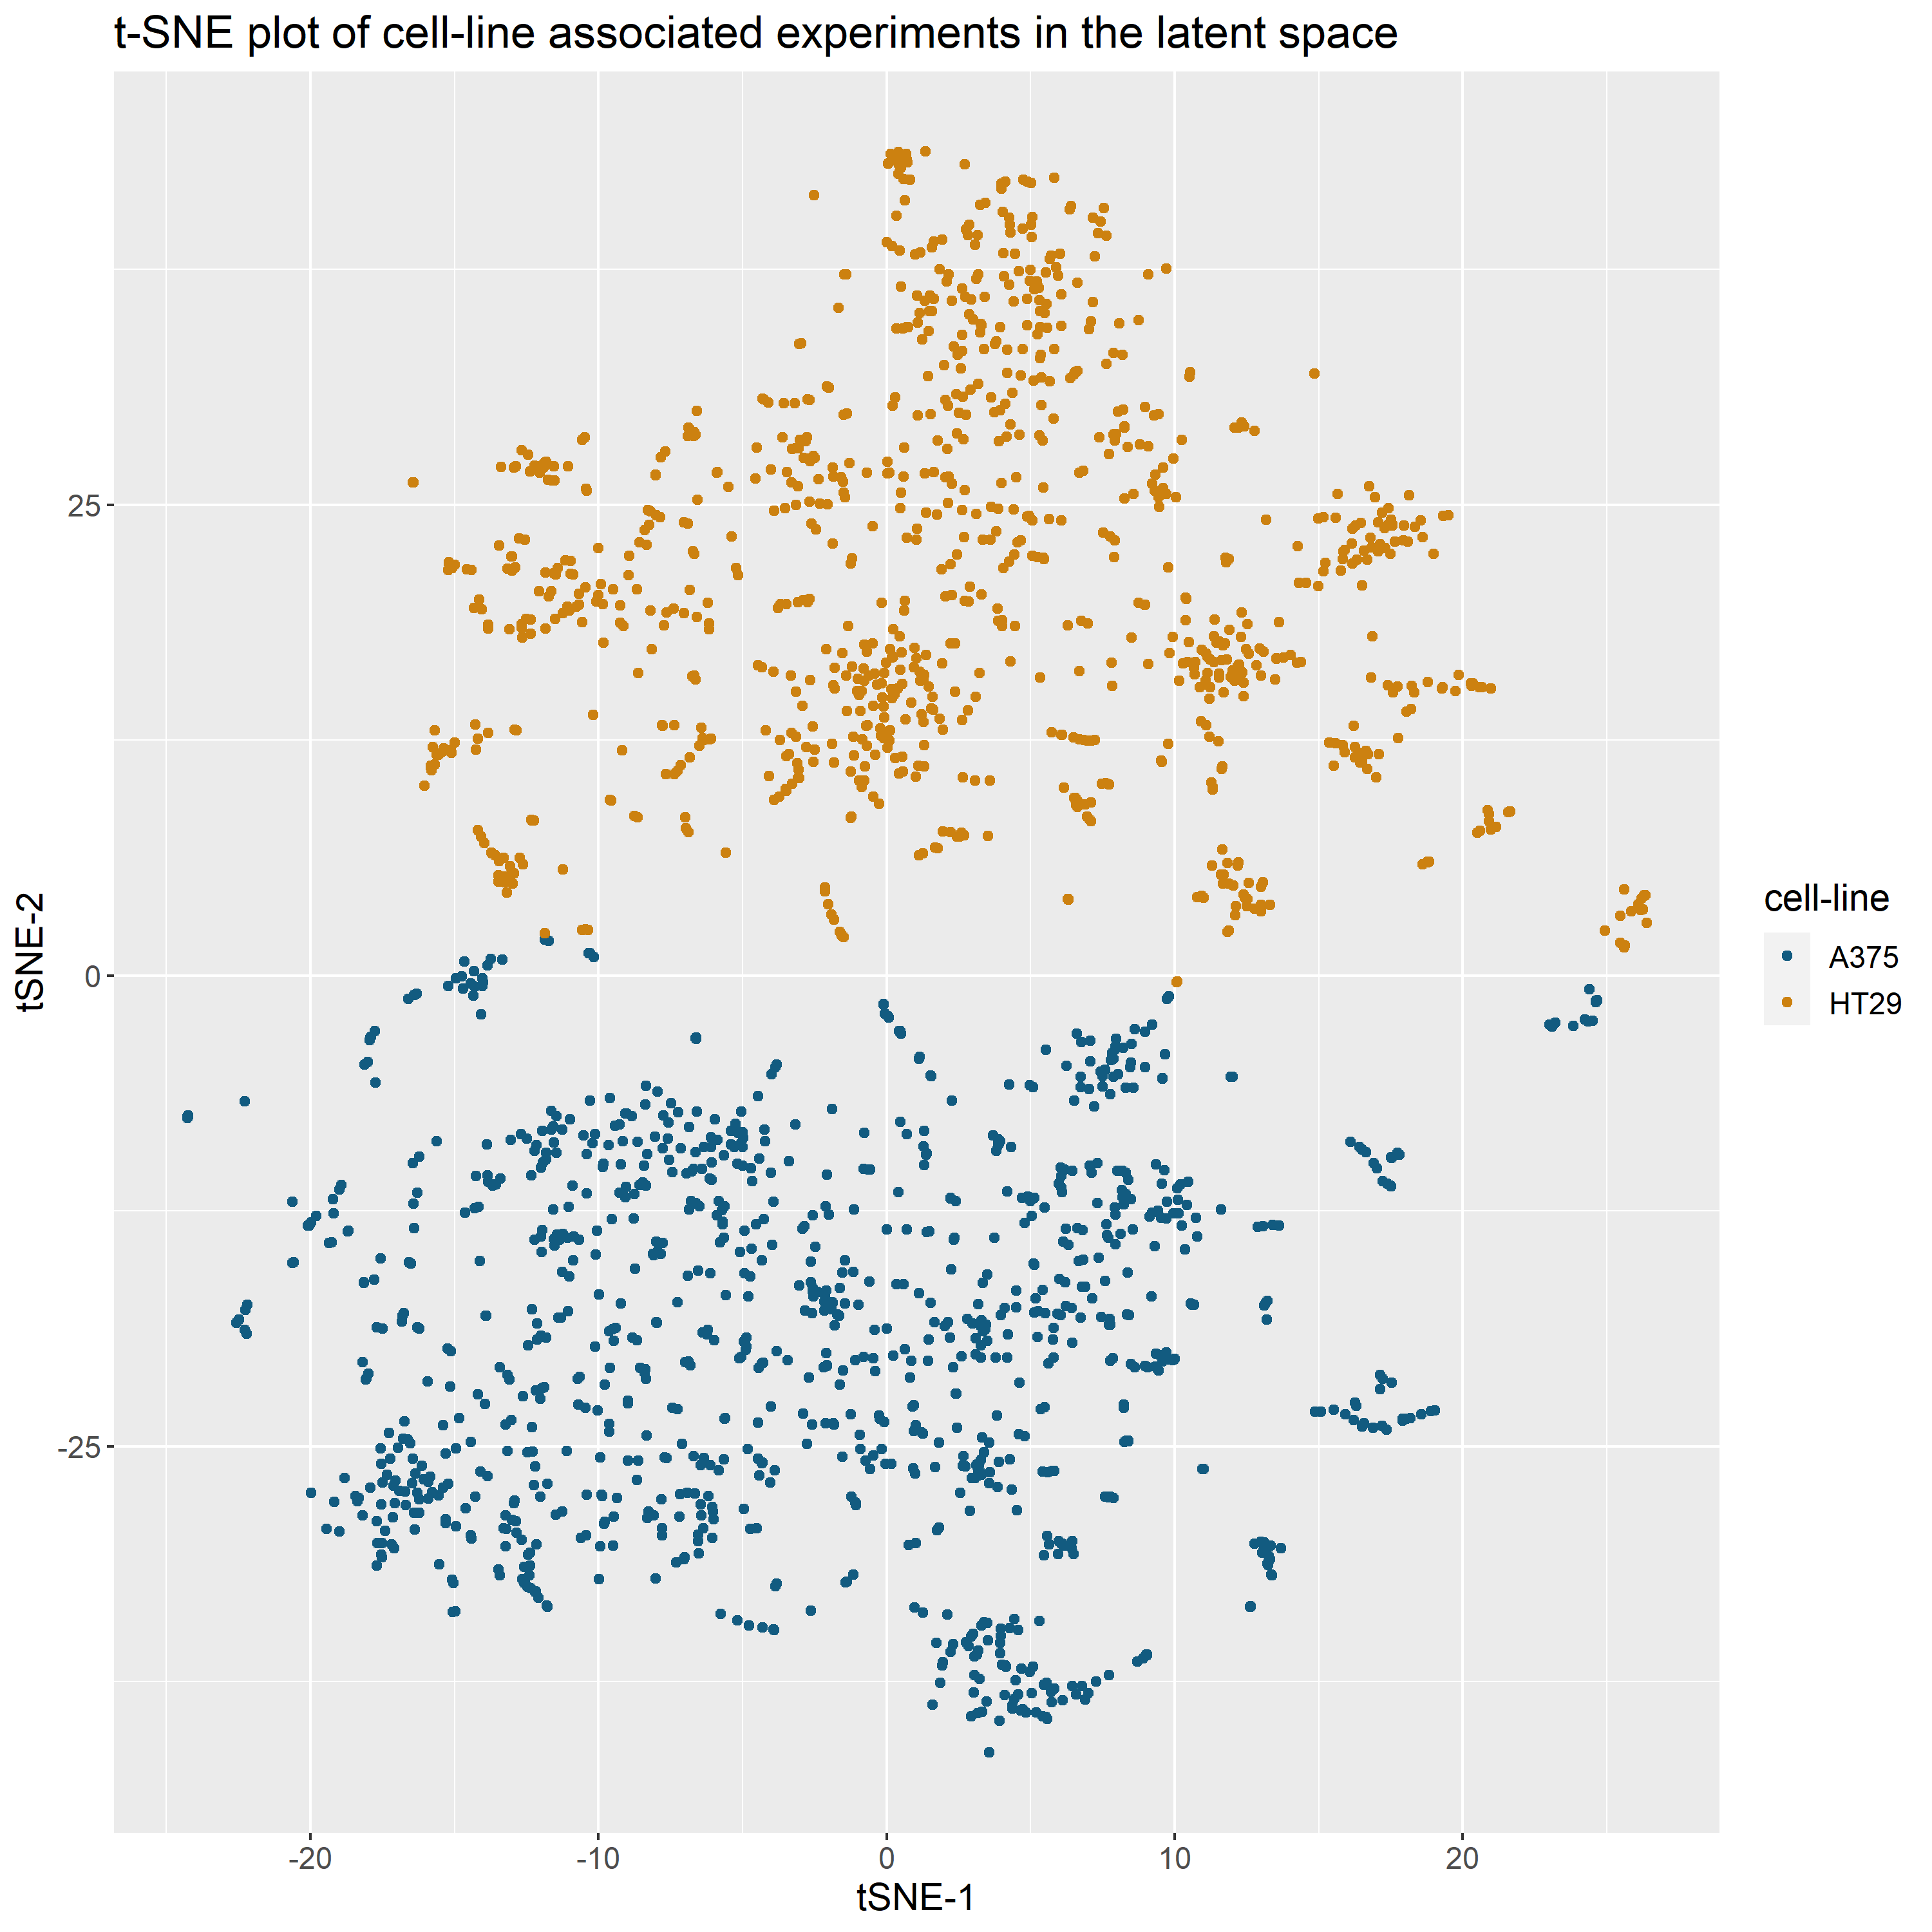 t-SNE plot of cell-line associated experiments in the latent space
25
0
-25
tSNE-2
-20
-10
0
10
20
tSNE-1
cell-line
A375
HT29